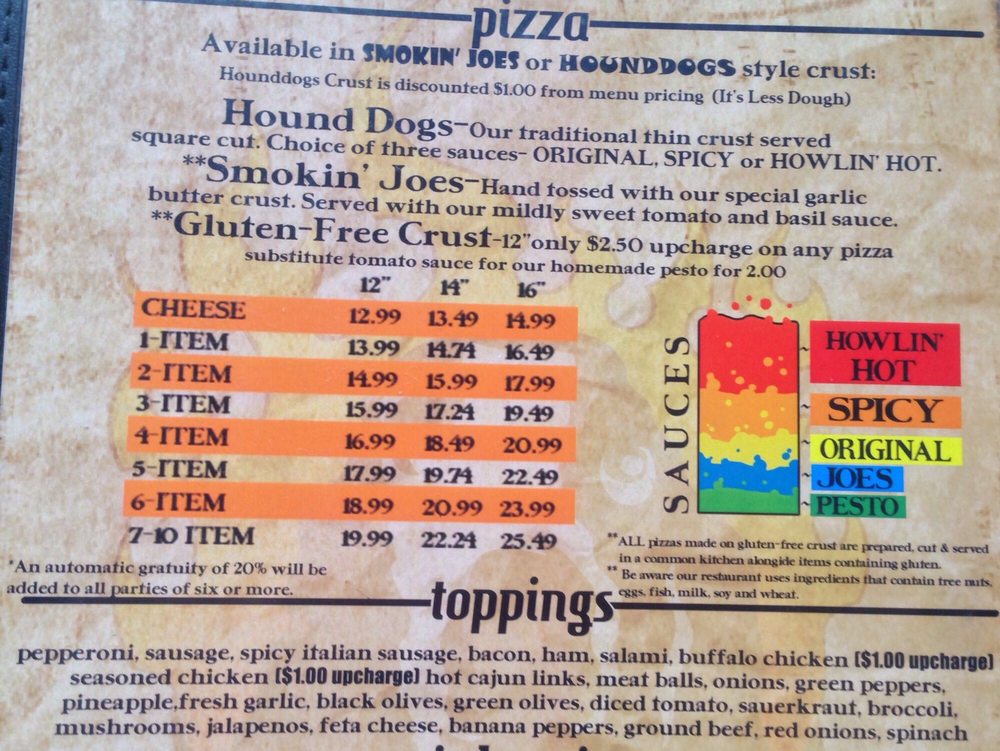 pizza
Available in SMOKIN' JOES or HOUNDDOGS style crust:
Hounddogs Crust is discounted $1.00 from menu pricing (It's Less Dough)
Hound Dogs-Our traditional thin crust served
square cut. Choice of three sauces- ORIGINAL, SPICY or HOWLIN' HOT.
**Smokin' Joes-Hand tossed with our special garlic
butter crust. Served with our mildly sweet tomato and basil sauce.
**Gluten-Free Crust-12"only $2.50 upcharge on any pizza
substitute tomato sauce for our homemade pesto for 2.00
12" 14" 16"
CHEESE 12.99 13.49 14.99
1-ITEM 13.99 14.74 16.49
2-ITEM 14.99 15.99 17.99
3-ITEM 15.99 17.24 19.49
4-ITEM 16.99 18.49 20.99
5-ITEM 17.99 19.74 22.49
6-ITEM 18.99 20.99 23.99
7-10 ITEM 19.99 22.24 25.49
SAUCES
HOWLIN'
HOT
SPICY
ORIGINAL
JOES
PESTO
*An automatic gratuity of 20% will be
added to all parties of six or more.
**ALL pizzas made on gluten-free crust are prepared, cut & served
in a common kitchen alongide items containing gluten.
** Be aware our restaurant uses ingredients that contain tree nuts,
eggs, fish, milk, soy and wheat.
toppings
pepperoni, sausage, spicy italian sausage, bacon, ham, salami, buffalo chicken ($1.00 upcharge)
seasoned chicken ($1.00 upcharge) hot cajun links, meat balls, onions, green peppers,
pineapple,fresh garlic, black olives, green olives, diced tomato, sauerkraut, broccoli,
mushrooms, jalapenos, feta cheese, banana peppers, ground beef, red onions, spinach